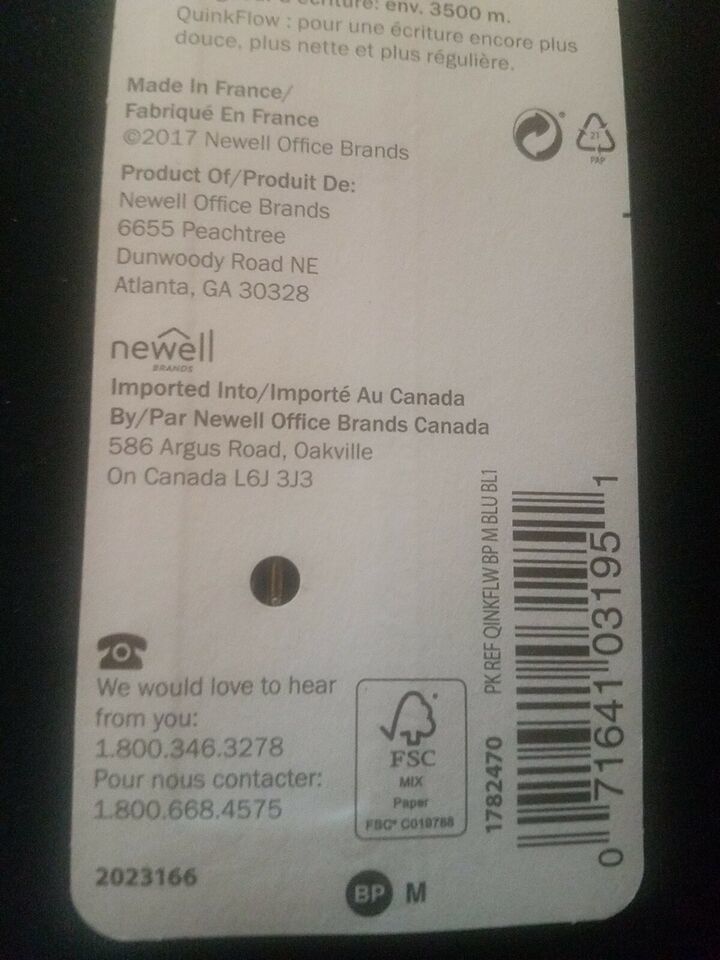 d'écriture: env. 3500 m.
QuinkFlow : pour une écriture encore plus
douce, plus nette et plus régulière.
Made In France/
Fabriqué En France
©2017 Newell Office Brands
21
PAP
Product Of/Produit De:
Newell Office Brands
6655 Peachtree
Dunwoody Road NE
Atlanta, GA 30328
newell
BRANDS
Imported Into/Importé Au Canada
By/Par Newell Office Brands Canada
586 Argus Road, Oakville
On Canada L6J 3J3
We would love to hear
from you:
1.800.346.3278
Pour nous contacter:
1.800.668.4575
FSC
MIX
Paper
FSC® C019788
1782470 PK REF QINKFLW BP M BLU BL1
0 71641 03195 1
2023166
BP M